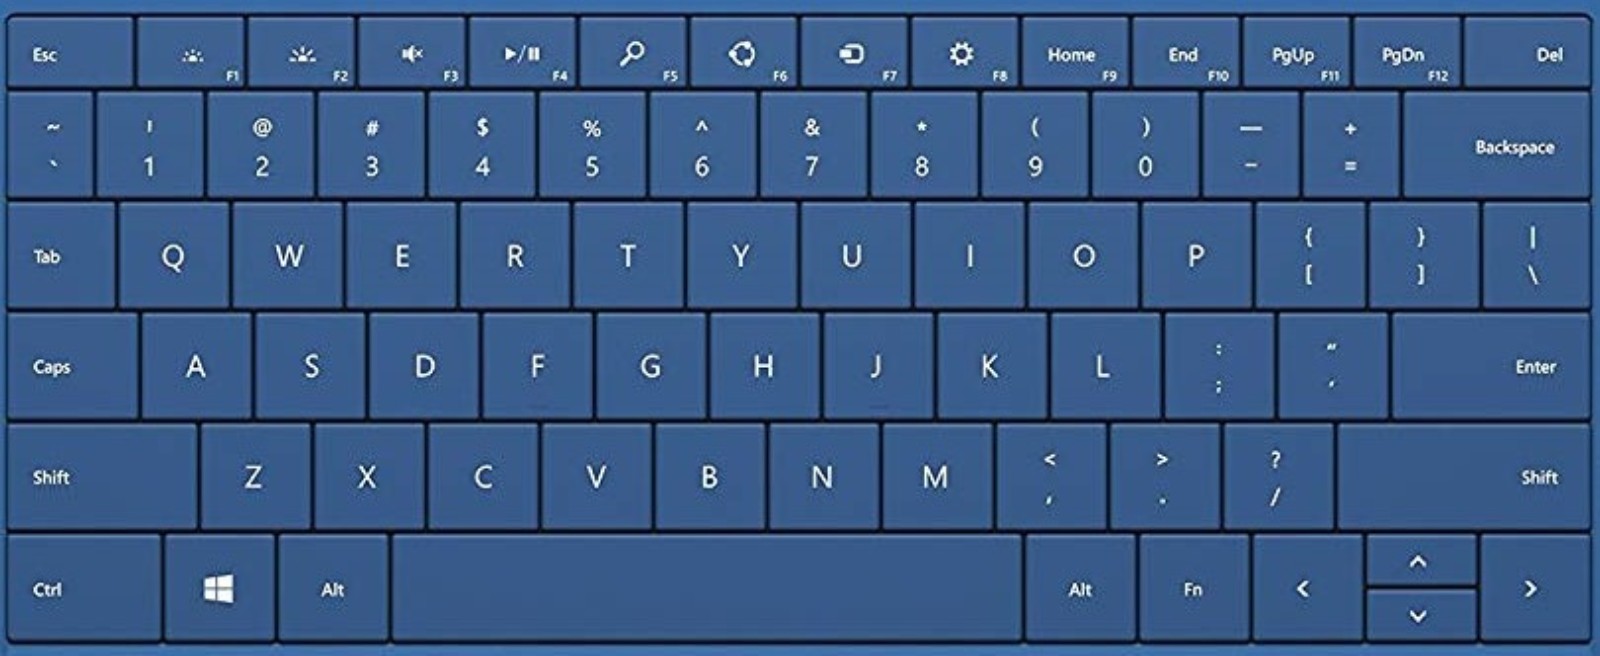 Esc F1 F2 F3 F4 F5 F6 F7 F8 Home F9 End F10 PgUp F11 PgDn F12 Del
~ ! @ # $ % ^ & * ( ) — +
` 1 2 3 4 5 6 7 8 9 0 - = Backspace
Tab Q W E R T Y U I O P { [ } ] | \
Caps A S D F G H J K L : ; " ' Enter
Shift Z X C V B N M < , > . ? / Shift
Ctrl Alt Alt Fn